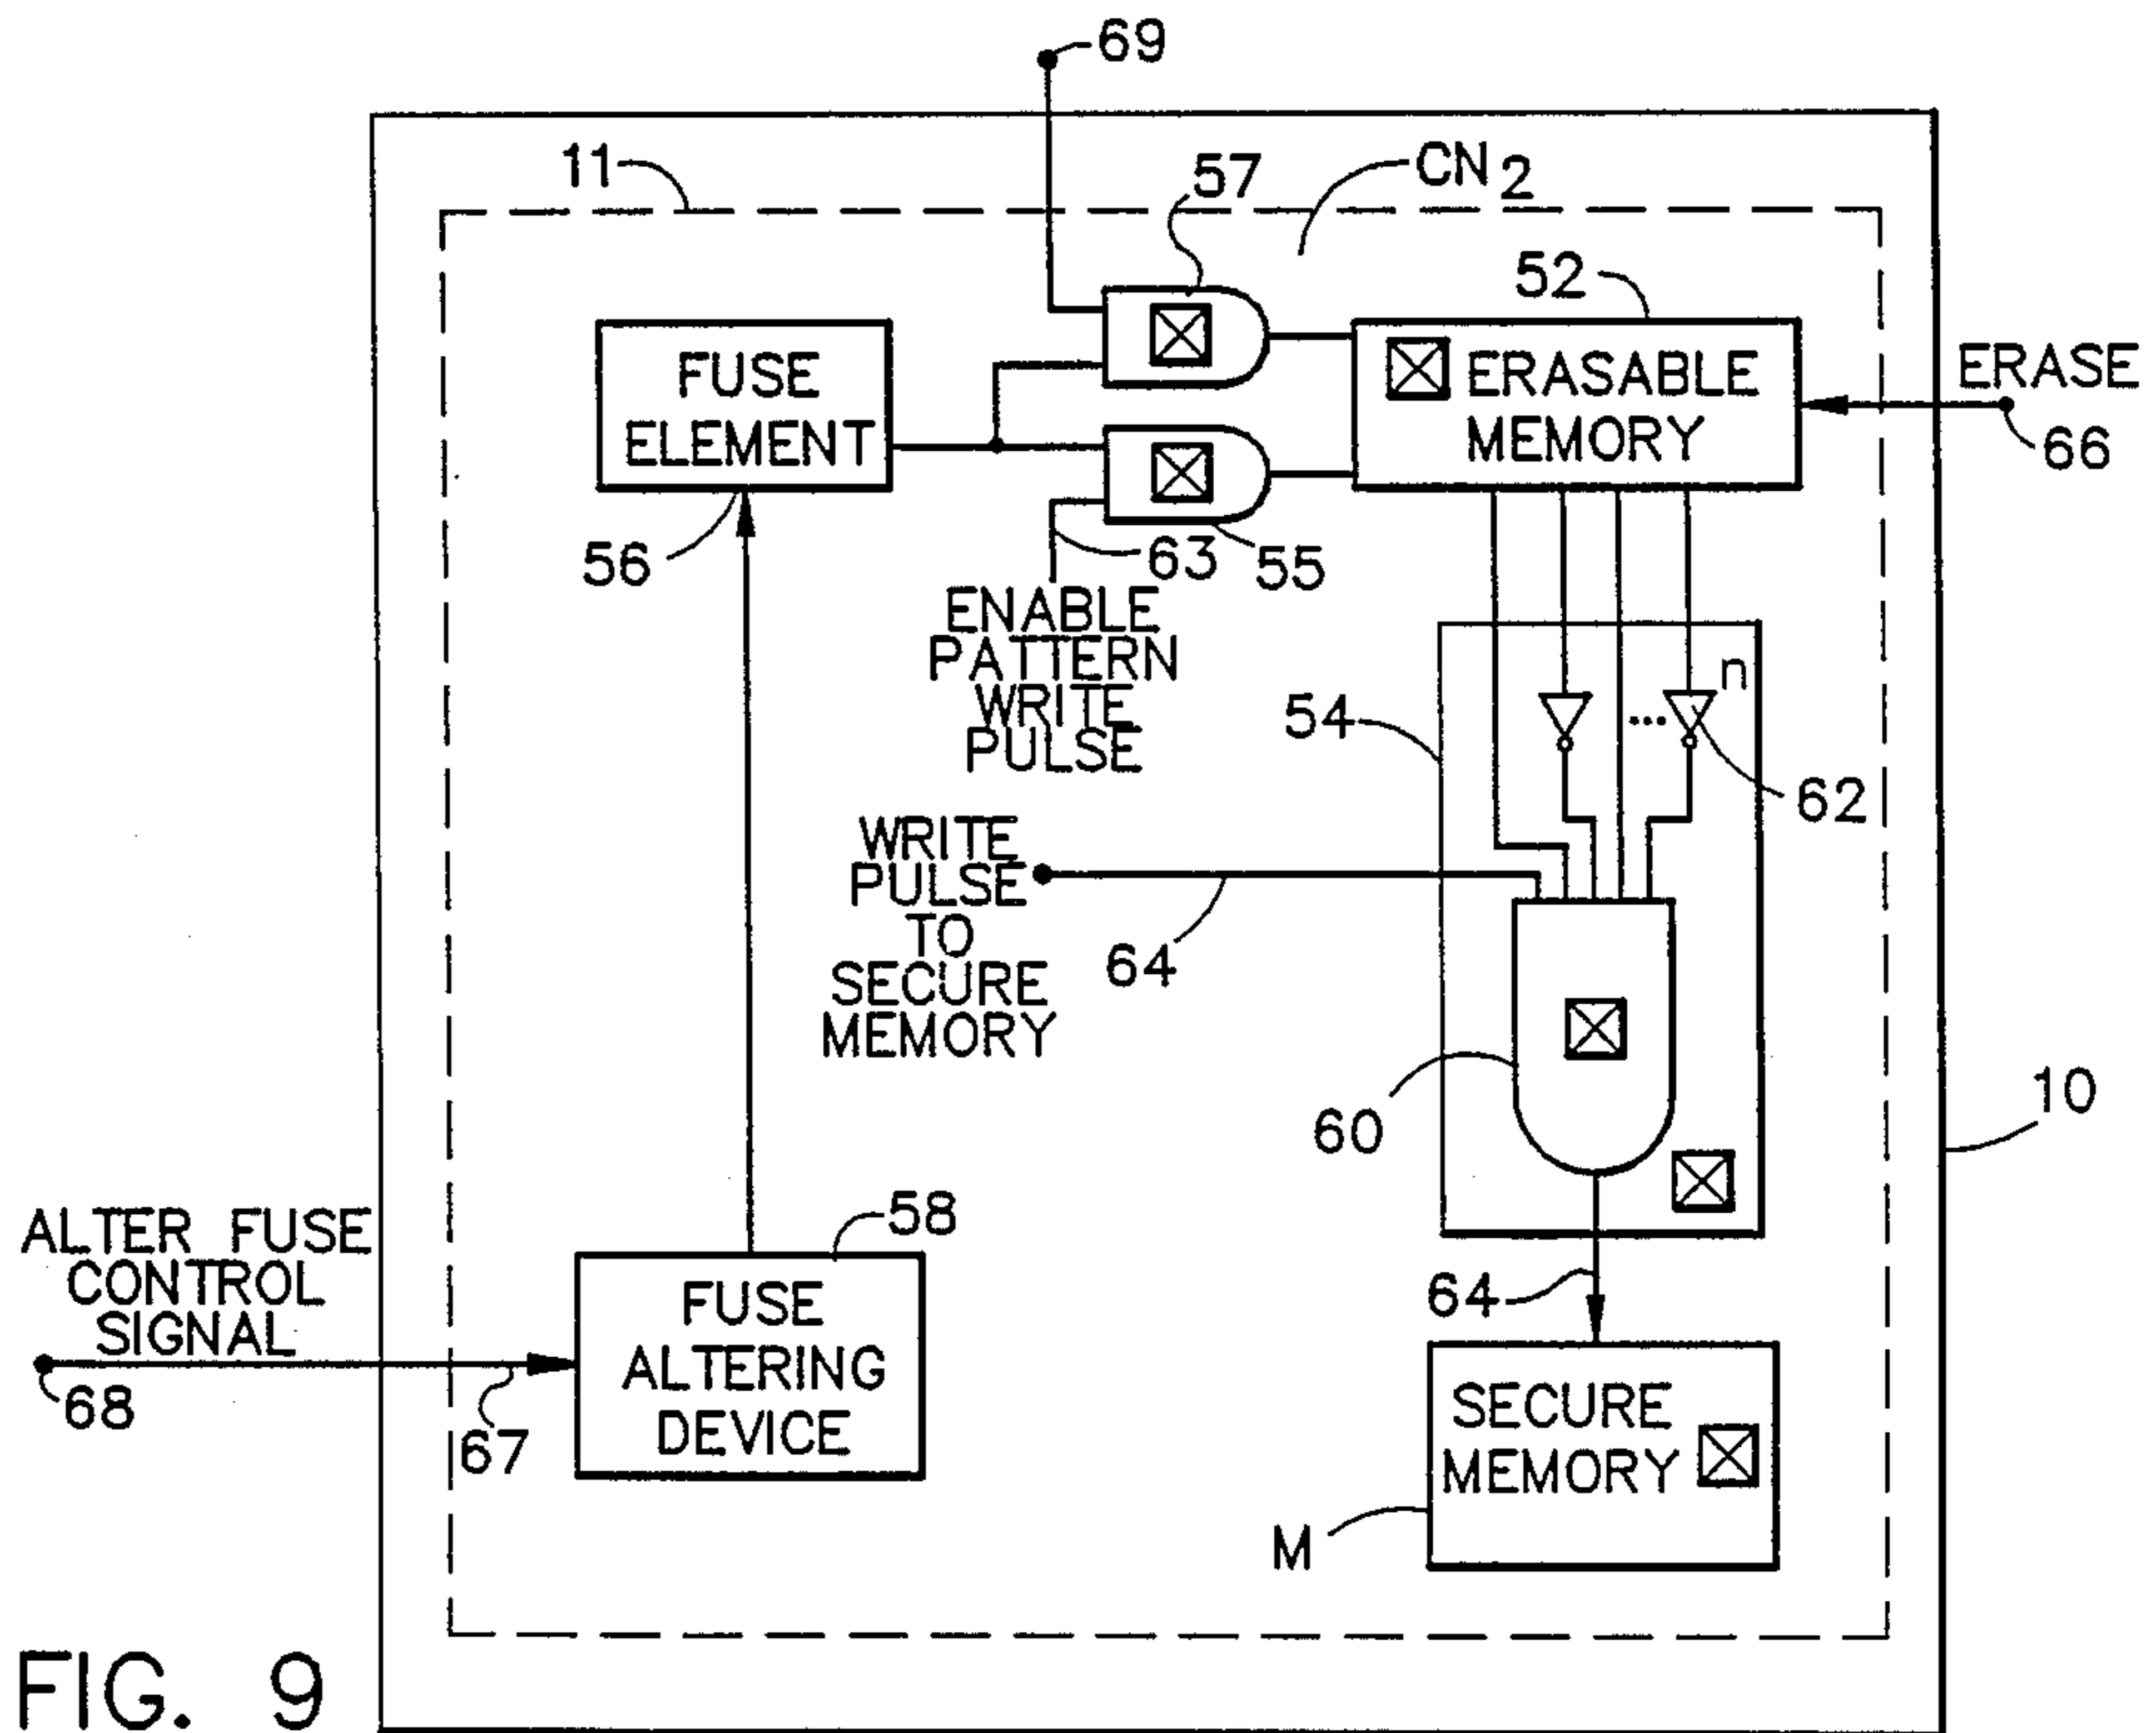 69
11
57
CN2
52
FUSE
ELEMENT
ERASABLE
MEMORY
ERASE
66
56
63
55
ENABLE
PATTERN
WRITE
PULSE
n
54
...
62
WRITE
PULSE
TO
SECURE
MEMORY
64
60
10
ALTER FUSE
CONTROL
SIGNAL
58
64
FUSE
ALTERING
DEVICE
68
67
SECURE
MEMORY
M
FIG. 9